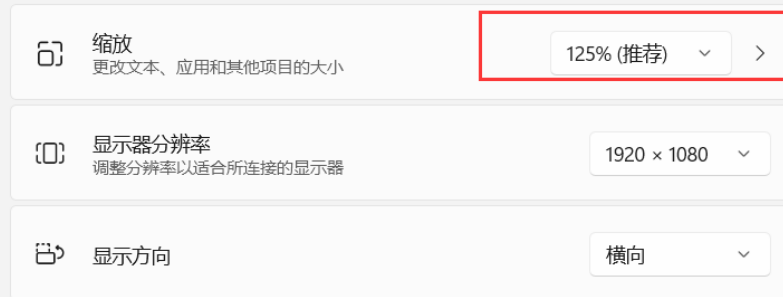 缩放
更改文本、应用和其他项目的大小
125% (推荐)
显示器分辨率
调整分辨率以适合所连接的显示器
1920 × 1080
显示方向
横向